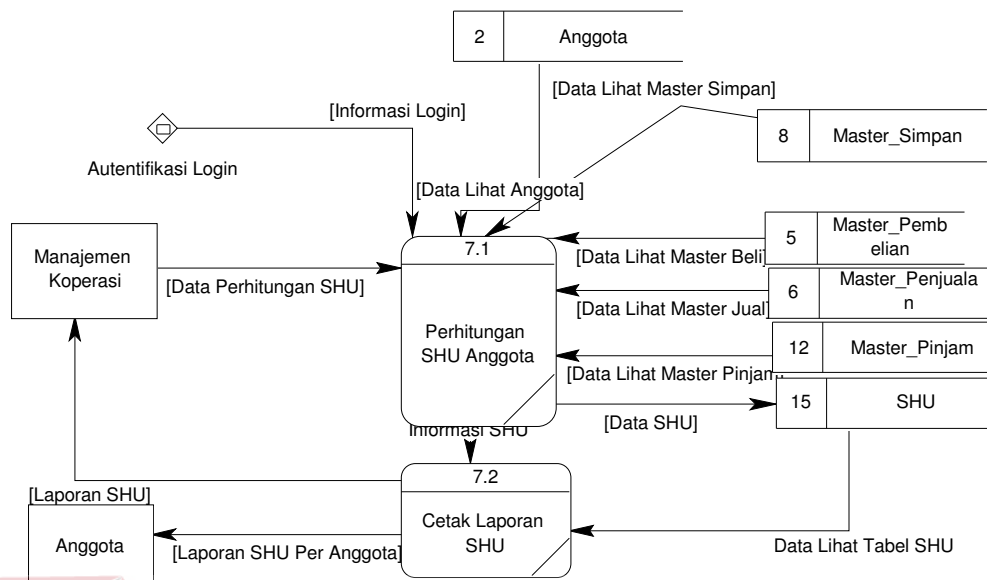 2
Anggota
[Data Lihat Master Simpan]
[Informasi Login]
8
Master_Simpan
Autentifikasi Login
[Data Lihat Anggota]
Manajemen
Koperasi
[Data Perhitungan SHU]
7.1
Perhitungan
SHU Anggota
5
Master_Pemb
elian
[Data Lihat Master Beli]
6
Master_Penjuala
n
[Data Lihat Master Jual]
12
Master_Pinjam
[Data Lihat Master Pinjam]
15
SHU
[Data SHU]
Informasi SHU
7.2
Cetak Laporan
SHU
[Laporan SHU]
Anggota
[Laporan SHU Per Anggota]
Data Lihat Tabel SHU